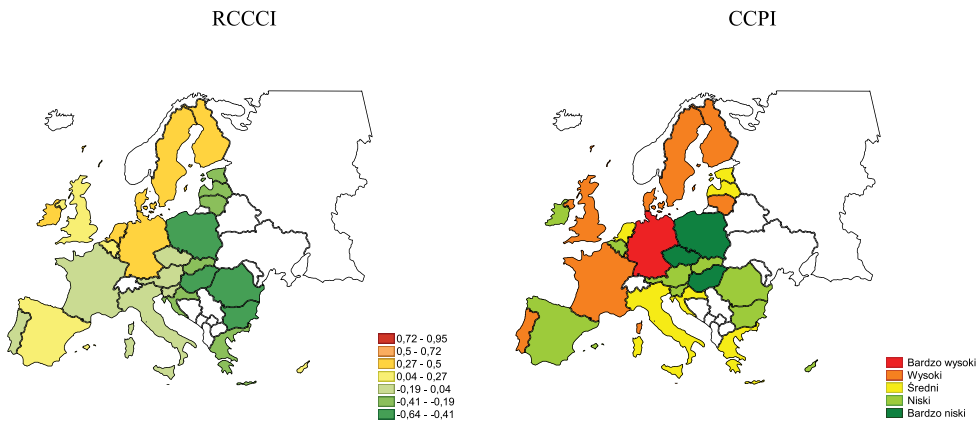 RCCCI
CCPI
0,72 - 0,95
0,5 - 0,72
0,27 - 0,5
0,04 - 0,27
-0,19 - 0,04
-0,41 - -0,19
-0,64 - -0,41
Bardzo wysoki
Wysoki
Średni
Niski
Bardzo niski